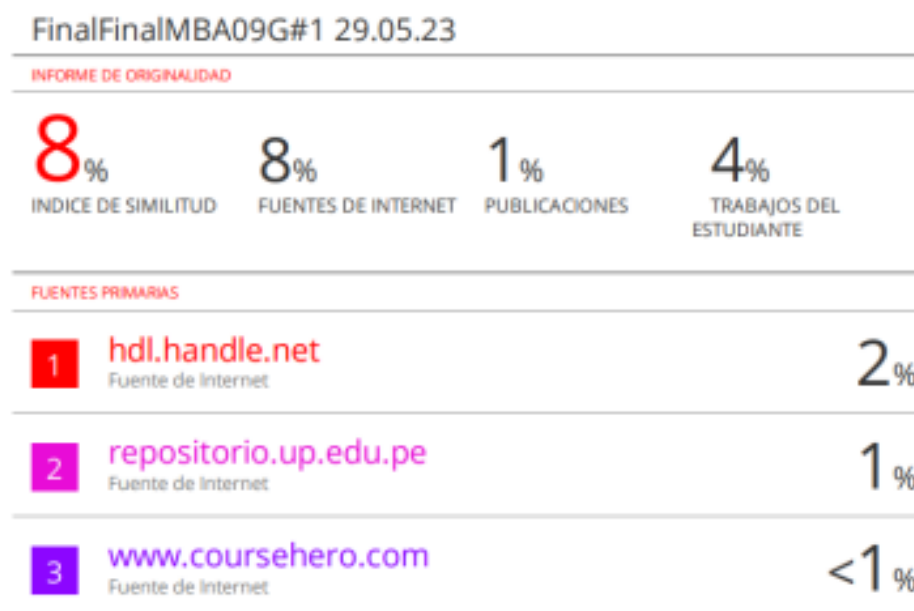 FinalFinalMBA09G#1 29.05.23
INFORME DE ORIGINALIDAD
8% 8% 1% 4%
INDICE DE SIMILITUD FUENTES DE INTERNET PUBLICACIONES TRABAJOS DEL
ESTUDIANTE
FUENTES PRIMARIAS
1 hdl.handle.net 2%
Fuente de Internet
2 repositorio.up.edu.pe 1%
Fuente de Internet
3 www.coursehero.com <1%
Fuente de Internet